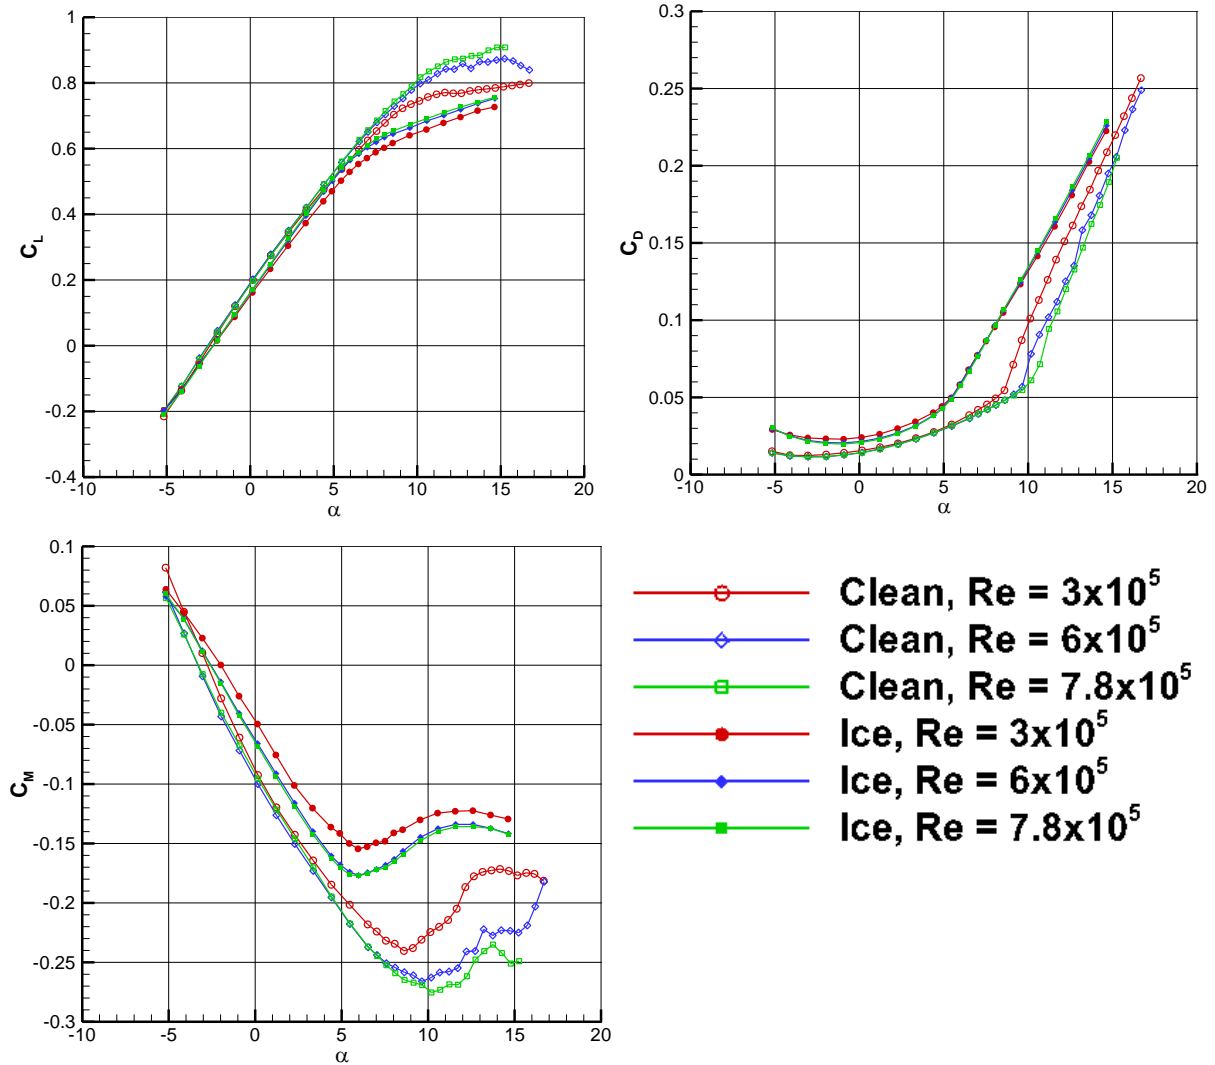 1
0.8
0.6
0.4
0.2
0
-0.2
-0.4
C_L
-10 -5 0 5 10 15 20
α
0.3
0.25
0.2
0.15
0.1
0.05
0
C_D
-10 -5 0 5 10 15 20
α
0.1
0.05
0
-0.05
-0.1
-0.15
-0.2
-0.25
-0.3
C_M
-10 -5 0 5 10 15 20
α
Clean, Re = 3x10⁵
Clean, Re = 6x10⁵
Clean, Re = 7.8x10⁵
Ice, Re = 3x10⁵
Ice, Re = 6x10⁵
Ice, Re = 7.8x10⁵